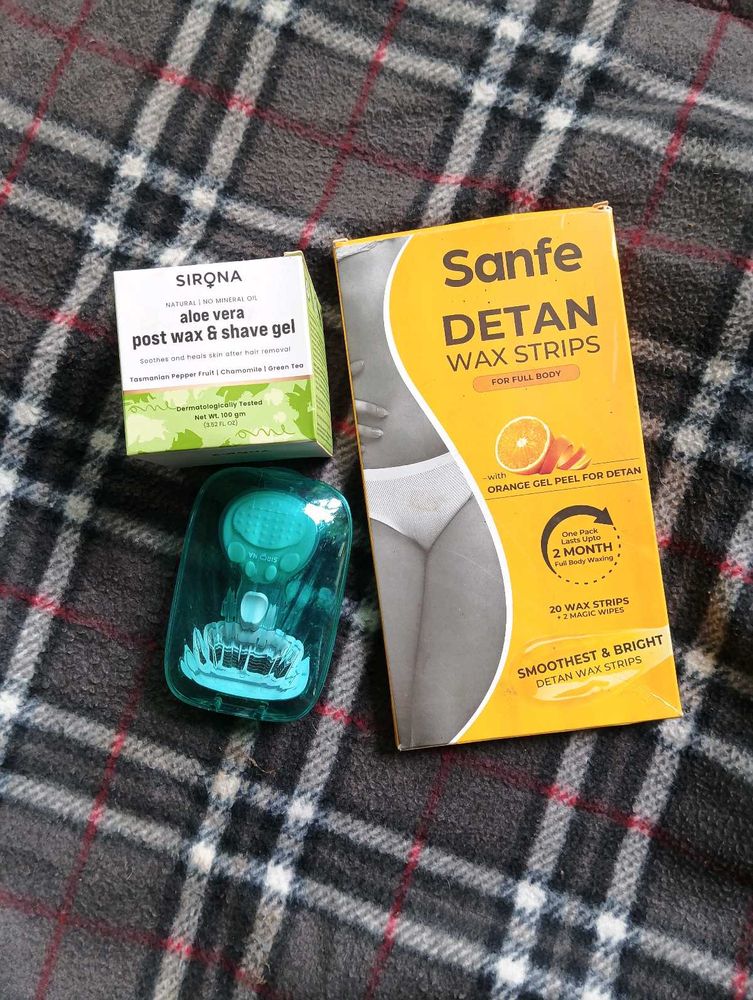 SIRONA
NATURAL | NO MINERAL OIL
aloe vera
post wax & shave gel
Soothes and heals skin after hair removal
Tasmanian Pepper Fruit | Chamomile | Green Tea
Dermatologically Tested
Net Wt. 100 gm
(3.52 FL. OZ)
SIRONA
Sanfe
DETAN
WAX STRIPS
FOR FULL BODY
with
ORANGE GEL PEEL FOR DETAN
One Pack
Lasts Upto
2 MONTH
Full Body Waxing
20 WAX STRIPS
+ 2 MAGIC WIPES
SMOOTHEST & BRIGHT
DETAN WAX STRIPS